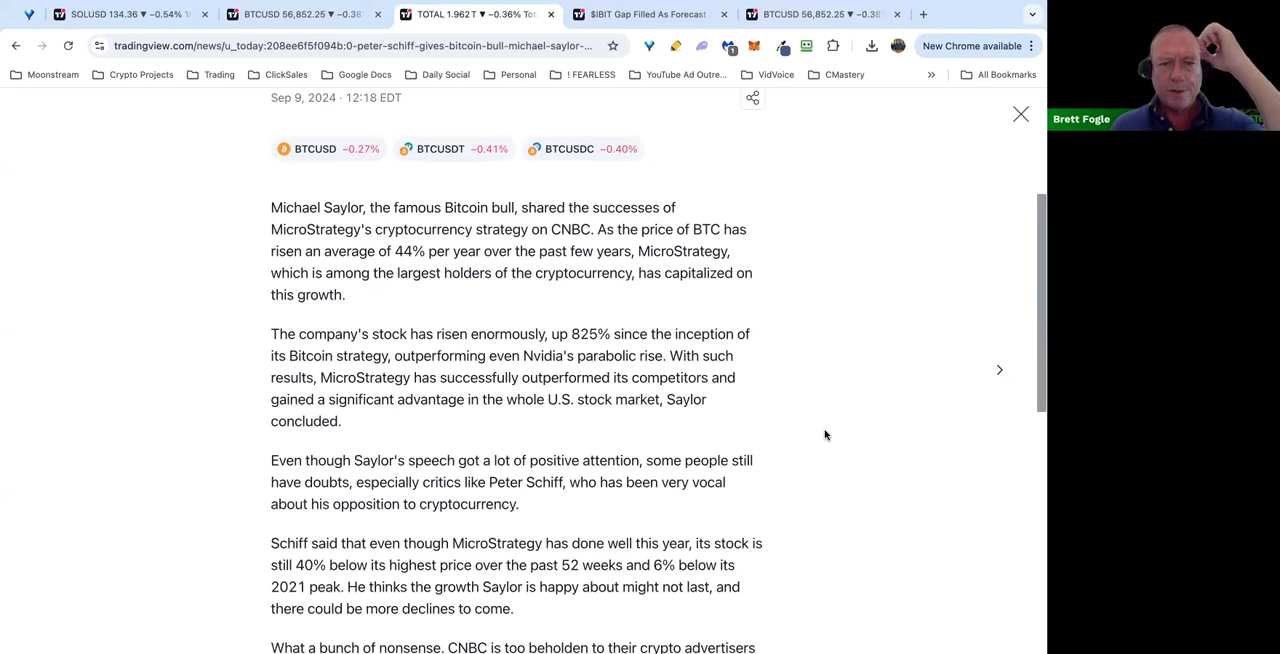 SOLUSD 134.36 ▼ −0.54%
BTCUSD 56,852.25 ▼ −0.38
TOTAL 1.962 T ▼ −0.36% Tot
$IBIT Gap Filled As Forecast
BTCUSD 56,852.25 ▼ −0.38
tradingview.com/news/u_today:208ee6f5f094b:0-peter-schiff-gives-bitcoin-bull-michael-saylor-...
1
New Chrome available
Moonstream
Crypto Projects
Trading
ClickSales
Google Docs
Daily Social
Personal
! FEARLESS
YouTube Ad Outre...
VidVoice
CMastery
»
All Bookmarks
Brett Fogle
Sep 9, 2024 · 12:18 EDT
BTCUSD −0.27%
BTCUSDT −0.41%
BTCUSDC −0.40%
Michael Saylor, the famous Bitcoin bull, shared the successes of
MicroStrategy's cryptocurrency strategy on CNBC. As the price of BTC has
risen an average of 44% per year over the past few years, MicroStrategy,
which is among the largest holders of the cryptocurrency, has capitalized on
this growth.
The company's stock has risen enormously, up 825% since the inception of
its Bitcoin strategy, outperforming even Nvidia's parabolic rise. With such
results, MicroStrategy has successfully outperformed its competitors and
gained a significant advantage in the whole U.S. stock market, Saylor
concluded.
Even though Saylor's speech got a lot of positive attention, some people still
have doubts, especially critics like Peter Schiff, who has been very vocal
about his opposition to cryptocurrency.
Schiff said that even though MicroStrategy has done well this year, its stock is
still 40% below its highest price over the past 52 weeks and 6% below its
2021 peak. He thinks the growth Saylor is happy about might not last, and
there could be more declines to come.
What a bunch of nonsense. CNBC is too beholden to their crypto advertisers